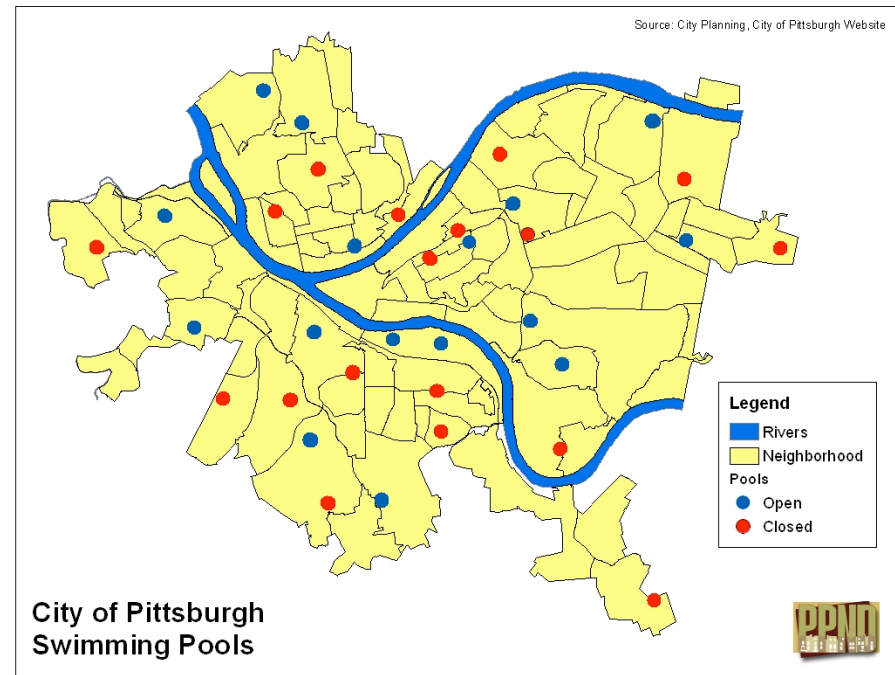 Source: City Planning, City of Pittsburgh Website
Legend
Rivers
Neighborhood
Pools
Open
Closed
City of Pittsburgh
Swimming Pools
PPND